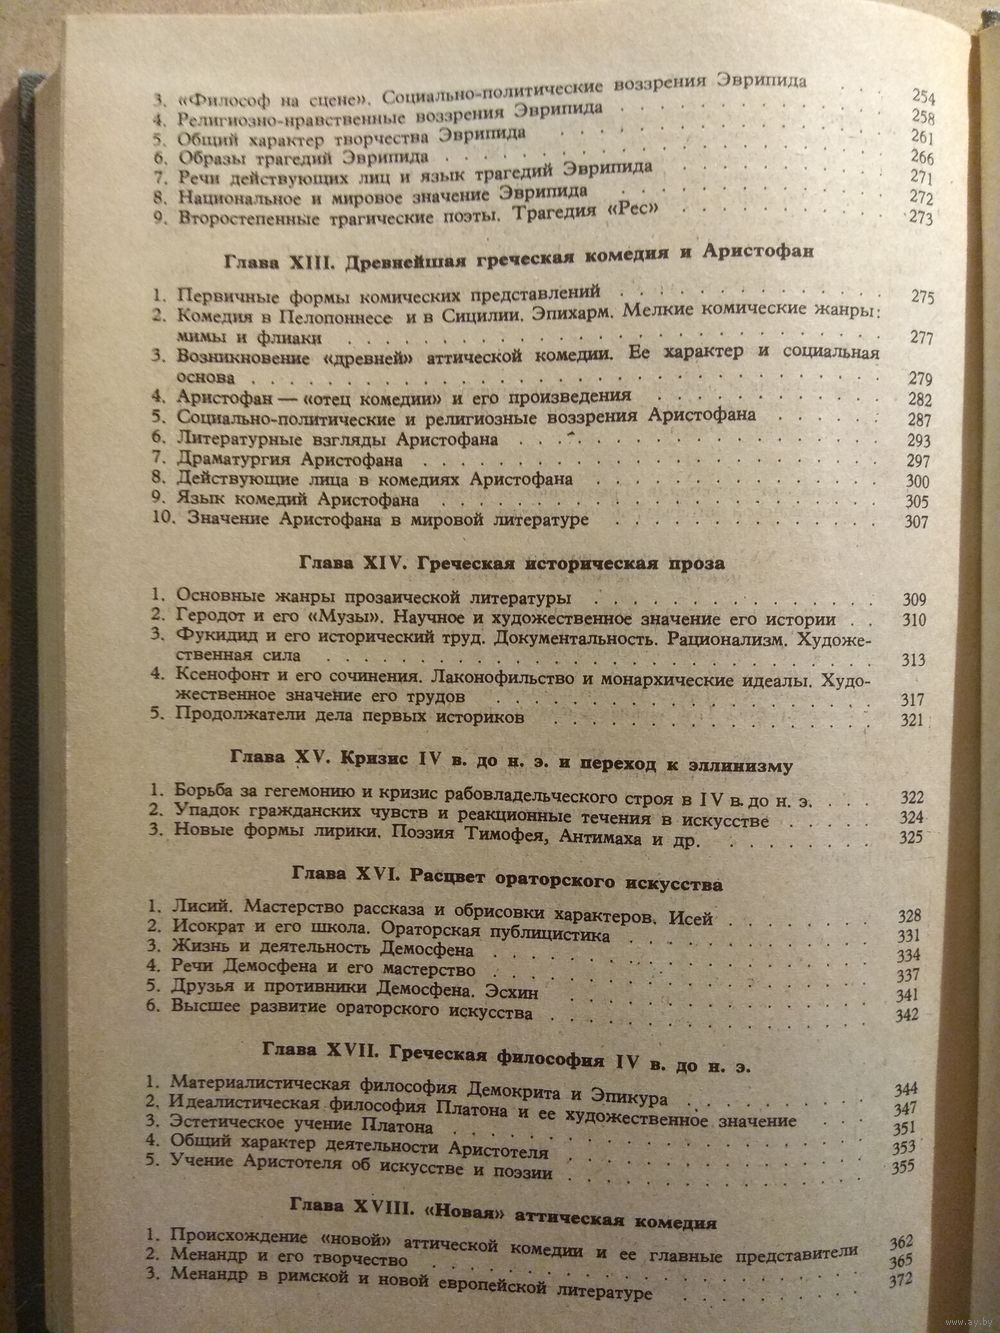 3. «Философ на сцене». Социально-политические воззрения Эврипида . . . 254
4. Религиозно-нравственные воззрения Эврипида . . . . . . . . . . 258
5. Общий характер творчества Эврипида . . . . . . . . . . 261
6. Образы трагедий Эврипида . . . . . . . . . . 266
7. Речи действующих лиц и язык трагедий Эврипида . . . . . . . . 271
8. Национальное и мировое значение Эврипида . . . . . . . . 272
9. Второстепенные трагические поэты. Трагедия «Рес» . . . . . . . . 273
Глава XIII. Древнейшая греческая комедия и Аристофан
1. Первичные формы комических представлений . . . . . . . . 275
2. Комедия в Пелопоннесе и в Сицилии. Эпихарм. Мелкие комические жанры:
мимы и флиаки . . . . . . . . . . 277
3. Возникновение «древней» аттической комедии. Ее характер и социальная
основа . . . . . . . . . . 279
4. Аристофан — «отец комедии» и его произведения . . . . . . . . 282
5. Социально-политические и религиозные воззрения Аристофана . . . . . 287
6. Литературные взгляды Аристофана . . . . . . . . . . 293
7. Драматургия Аристофана . . . . . . . . . . 297
8. Действующие лица в комедиях Аристофана . . . . . . . . 300
9. Язык комедий Аристофана . . . . . . . . . . 305
10. Значение Аристофана в мировой литературе . . . . . . . . 307
Глава XIV. Греческая историческая проза
1. Основные жанры прозаической литературы . . . . . . . . 309
2. Геродот и его «Музы». Научное и художественное значение его истории . . 310
3. Фукидид и его исторический труд. Документальность. Рационализм. Художе-
ственная сила . . . . . . . . . . 313
4. Ксенофонт и его сочинения. Лаконофильство и монархические идеалы. Худо-
жественное значение его трудов . . . . . . . . . . 317
5. Продолжатели дела первых историков . . . . . . . . . . 321
Глава XV. Кризис IV в. до н. э. и переход к эллинизму
1. Борьба за гегемонию и кризис рабовладельческого строя в IV в. до н. э. . . . 322
2. Упадок гражданских чувств и реакционные течения в искусстве . . . . . 324
3. Новые формы лирики. Поэзия Тимофея, Антимаха и др. . . . . . . . 325
Глава XVI. Расцвет ораторского искусства
1. Лисий. Мастерство рассказа и обрисовки характеров. Исей . . . . . . 328
2. Исократ и его школа. Ораторская публицистика . . . . . . . . 331
3. Жизнь и деятельность Демосфена . . . . . . . . . . 334
4. Речи Демосфена и его мастерство . . . . . . . . . . 337
5. Друзья и противники Демосфена. Эсхин . . . . . . . . 341
6. Высшее развитие ораторского искусства . . . . . . . . 342
Глава XVII. Греческая философия IV в. до н. э.
1. Материалистическая философия Демокрита и Эпикура . . . . . . . 344
2. Идеалистическая философия Платона и ее художественное значение . . . 347
3. Эстетическое учение Платона . . . . . . . . . . 351
4. Общий характер деятельности Аристотеля . . . . . . . . 353
5. Учение Аристотеля об искусстве и поэзии . . . . . . . . 355
Глава XVIII. «Новая» аттическая комедия
1. Происхождение «новой» аттической комедии и ее главные представители 362
2. Менандр и его творчество . . . . . . . . . . 365
3. Менандр в римской и новой европейской литературе . . . . . . . 372
www.ay.by